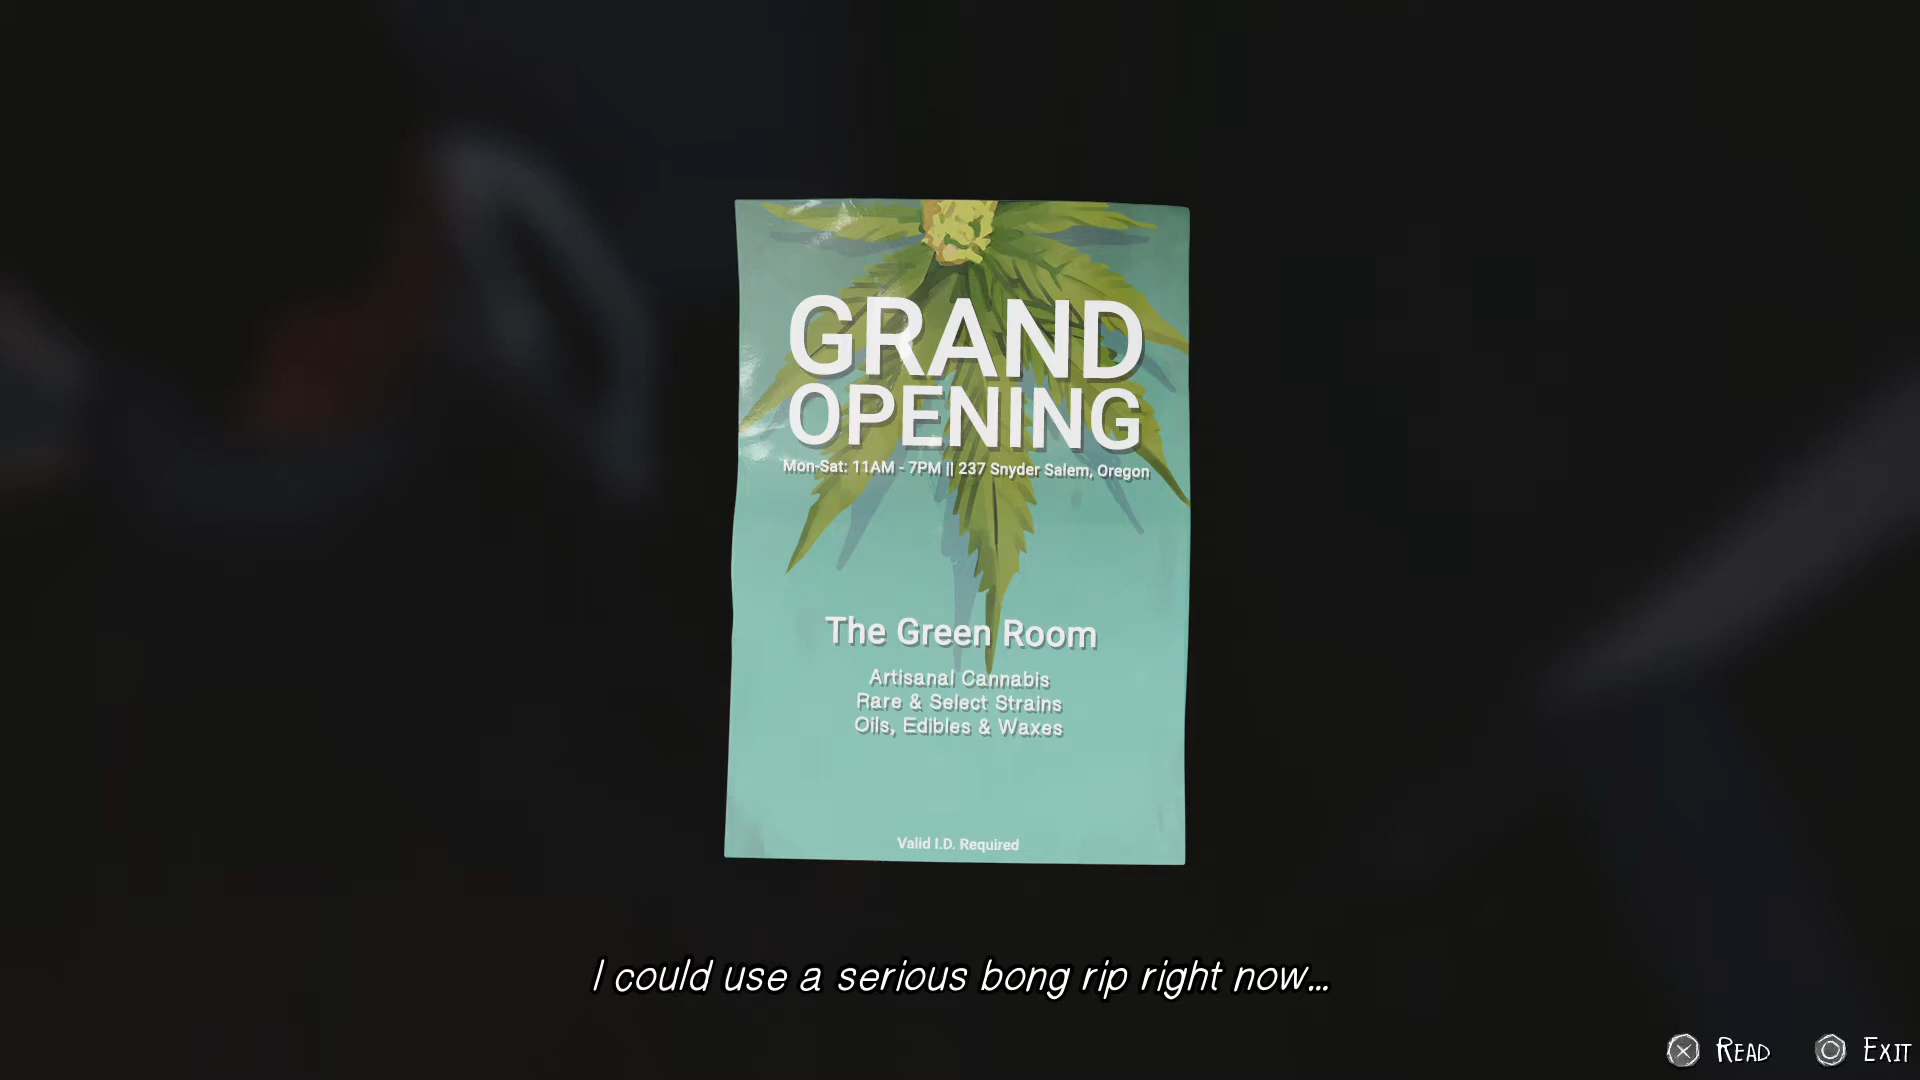 GRAND
OPENING
Mon-Sat: 11AM - 7PM || 237 Snyder Salem, Oregon
The Green Room
Artisanal Cannabis
Rare & Select Strains
Oils, Edibles & Waxes
Valid I.D. Required
I could use a serious bong rip right now...
READ EXIT